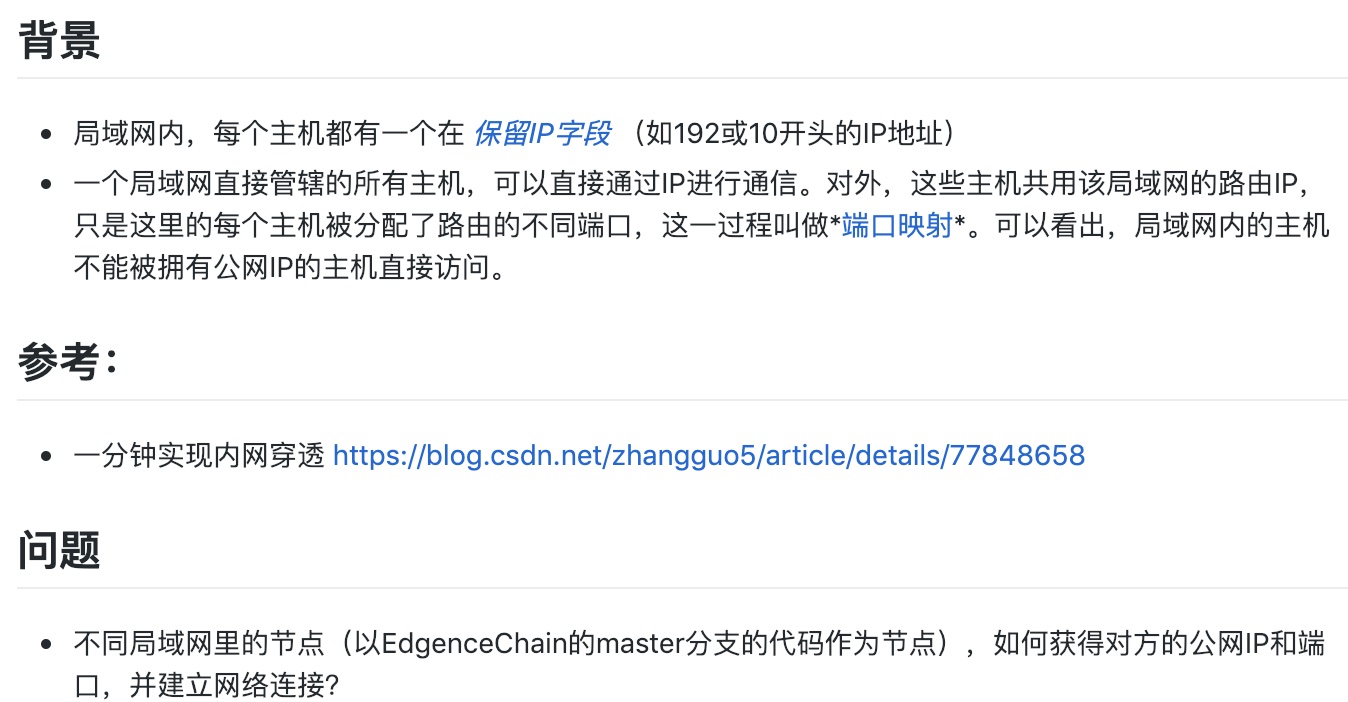 背景
局域网内，每个主机都有一个在 保留IP字段 （如192或10开头的IP地址）
一个局域网直接管辖的所有主机，可以直接通过IP进行通信。对外，这些主机共用该局域网的路由IP，
只是这里的每个主机被分配了路由的不同端口，这一过程叫做*端口映射*。可以看出，局域网内的主机
不能被拥有公网IP的主机直接访问。
参考：
一分钟实现内网穿透 https://blog.csdn.net/zhangguo5/article/details/77848658
问题
不同局域网里的节点（以EdgenceChain的master分支的代码作为节点），如何获得对方的公网IP和端
口，并建立网络连接？